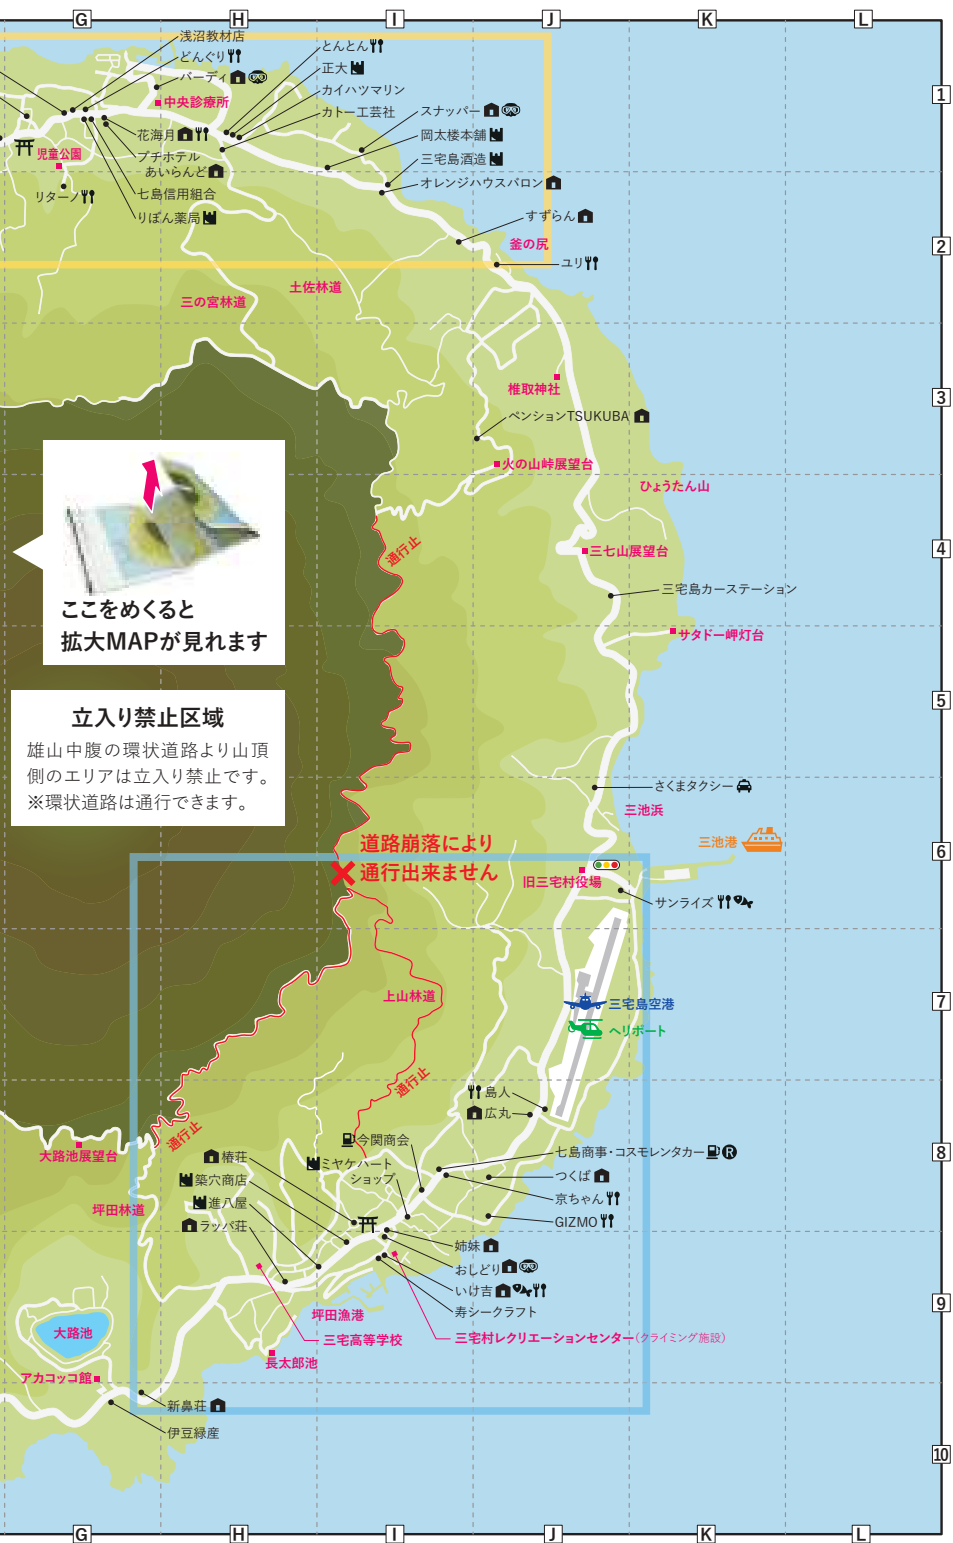 G H I J K L
浅沼教材店
どんぐり
バーディ
中央診療所
とんとん
正大
カイハツマリン
カトー工芸社
スナッパー
岡太楼本舗
三宅島酒造
オレンジハウスバロン
すずらん
釜の尻
ユリ
児童公園
花海月
プチホテル
あいらんど
リターノ
七島信用組合
りぼん薬局
1
2
土佐林道
三の宮林道
椎取神社
ペンションTSUKUBA
火の山峠展望台
3
ひょうたん山
通行止
三七山展望台
三宅島カーステーション
サタドー岬灯台
4
ここをめくると
拡大MAPが見れます
立入り禁止区域
雄山中腹の環状道路より山頂
側のエリアは立入り禁止です。
※環状道路は通行できます。
5
さくまタクシー
三池浜
三池港
道路崩落により
通行出来ません
旧三宅村役場
サンライズ
6
上山林道
三宅島空港
ヘリポート
7
通行止
島人
広丸
通行止
大路池展望台
今関商会
椿荘
ミヤケハート
ショップ
築穴商店
進八屋
ラッパ荘
坪田林道
七島商事・コスモレンタカー
R
つくば
京ちゃん
GIZMO
8
姉妹
おしどり
いけ吉
寿シークラフト
坪田漁港
三宅高等学校
三宅村レクリエーションセンター(クライミング施設)
長太郎池
大路池
アカコッコ館
9
新鼻荘
伊豆緑産
10
G H I J K L